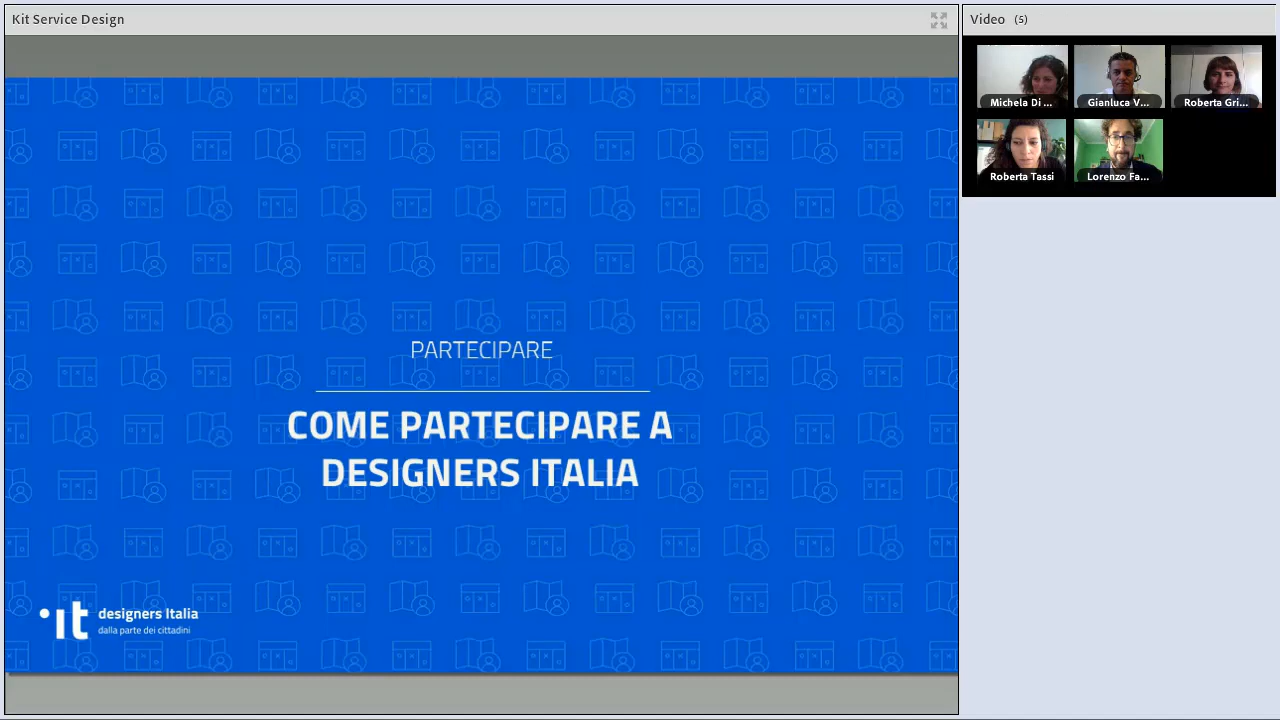 Kit Service Design
Video (5)
Michela Di ...
Gianluca V...
Roberta Gri...
Roberta Tassi
Lorenzo Fa...
PARTECIPARE
COME PARTECIPARE A
DESIGNERS ITALIA
.it designers Italia
dalla parte dei cittadini